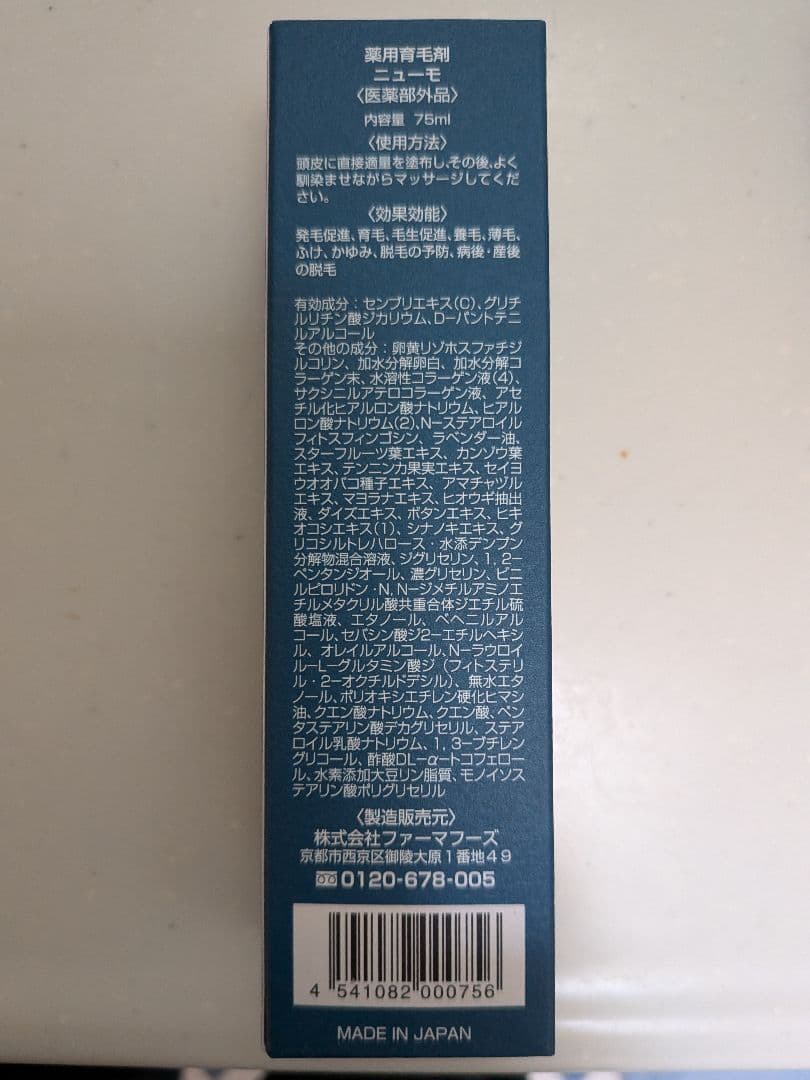 薬用育毛剤
ニューモ
〈医薬部外品〉
内容量 75ml
〈使用方法〉
頭皮に直接適量を塗布し、その後、よく
馴染ませながらマッサージしてくだ
さい。
〈効果効能〉
発毛促進、育毛、毛生促進、養毛、薄毛、
ふけ、かゆみ、脱毛の予防、病後・産後
の脱毛
有効成分：センブリエキス(C)、グリチ
ルリチン酸ジカリウム、D−パントテニ
ルアルコール
その他の成分：卵黄リゾホスファチジ
ルコリン、加水分解卵白、加水分解コ
ラーゲン末、水溶性コラーゲン液(4)、
サクシニルアテロコラーゲン液、アセ
チル化ヒアルロン酸ナトリウム、ヒアル
ロン酸ナトリウム(2)、N−ステアロイル
フィトスフィンゴシン、ラベンダー油、
スターフルーツ葉エキス、カンゾウ葉
エキス、テンニンカ果実エキス、セイヨ
ウオオバコ種子エキス、アマチャヅル
エキス、マヨラナエキス、ヒオウギ抽出
液、ダイズエキス、ボタンエキス、ヒキ
オコシエキス(1)、シナノキエキス、グ
リコシルトレハロース・水添デンプン
分解物混合溶液、ジグリセリン、1,2−
ペンタンジオール、濃グリセリン、ビニ
ルピロリドン・N,N−ジメチルアミノエ
チルメタクリル酸共重合体ジエチル硫
酸塩液、エタノール、ベヘニルアル
コール、セバシン酸ジ2−エチルヘキシ
ル、オレイルアルコール、N−ラウロイ
ル−L−グルタミン酸ジ（フィトステリ
ル・2−オクチルドデシル）、無水エタ
ノール、ポリオキシエチレン硬化ヒマシ
油、クエン酸ナトリウム、クエン酸、ペン
タステアリン酸デカグリセリル、ステア
ロイル乳酸ナトリウム、1,3−ブチレン
グリコール、酢酸DL−α−トコフェロー
ル、水素添加大豆リン脂質、モノイソス
テアリン酸ポリグリセリル
〈製造販売元〉
株式会社ファーマフーズ
京都市西京区御陵大原1番地49
0120-678-005
4 541082 000756
MADE IN JAPAN